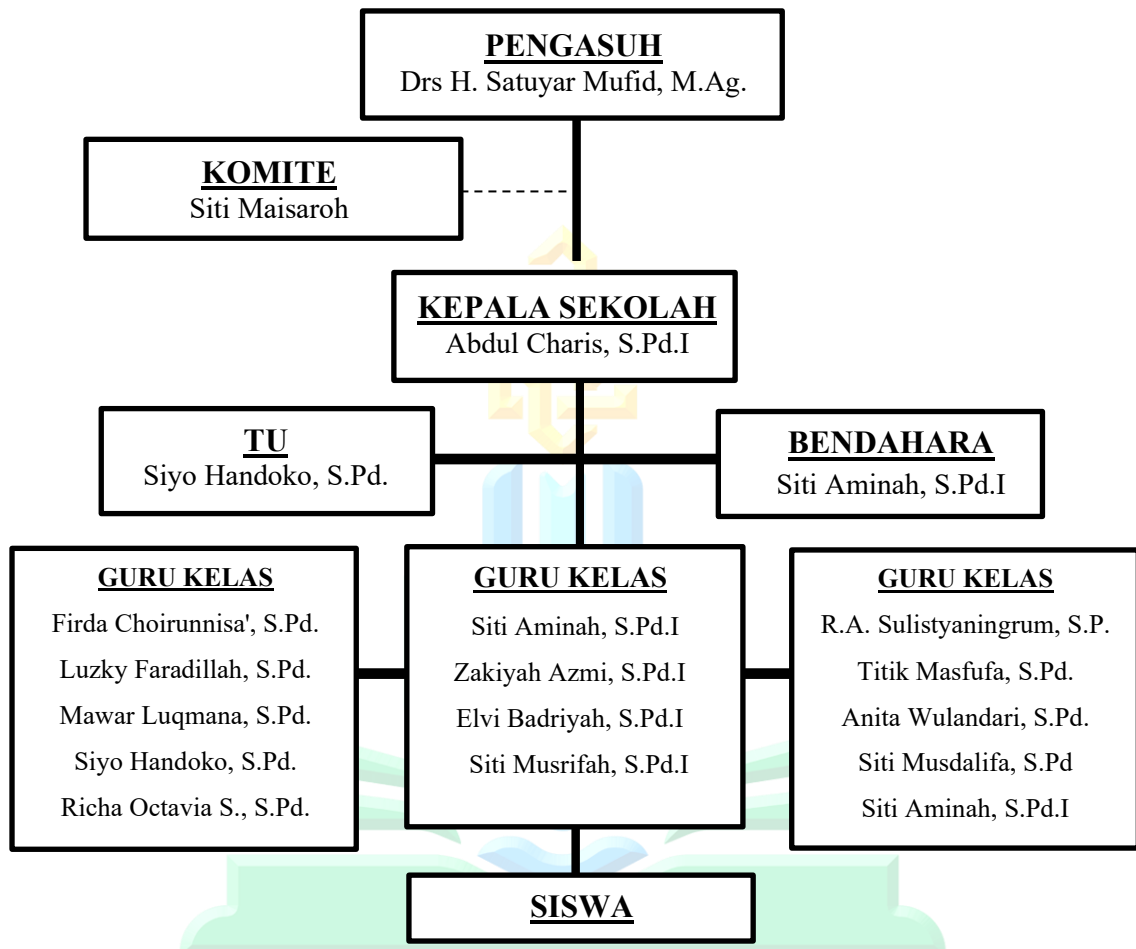 PENGASUH
Drs H. Satuyar Mufid, M.Ag.
KOMITE
Siti Maisaroh
KEPALA SEKOLAH
Abdul Charis, S.Pd.I
TU
Siyo Handoko, S.Pd.
BENDAHARA
Siti Aminah, S.Pd.I
GURU KELAS
Firda Choirunnisa', S.Pd.
Luzky Faradillah, S.Pd.
Mawar Luqmana, S.Pd.
Siyo Handoko, S.Pd.
Richa Octavia S., S.Pd.
GURU KELAS
Siti Aminah, S.Pd.I
Zakiyah Azmi, S.Pd.I
Elvi Badriyah, S.Pd.I
Siti Musrifah, S.Pd.I
GURU KELAS
R.A. Sulistyaningrum, S.P.
Titik Masfufa, S.Pd.
Anita Wulandari, S.Pd.
Siti Musdalifa, S.Pd
Siti Aminah, S.Pd.I
SISWA